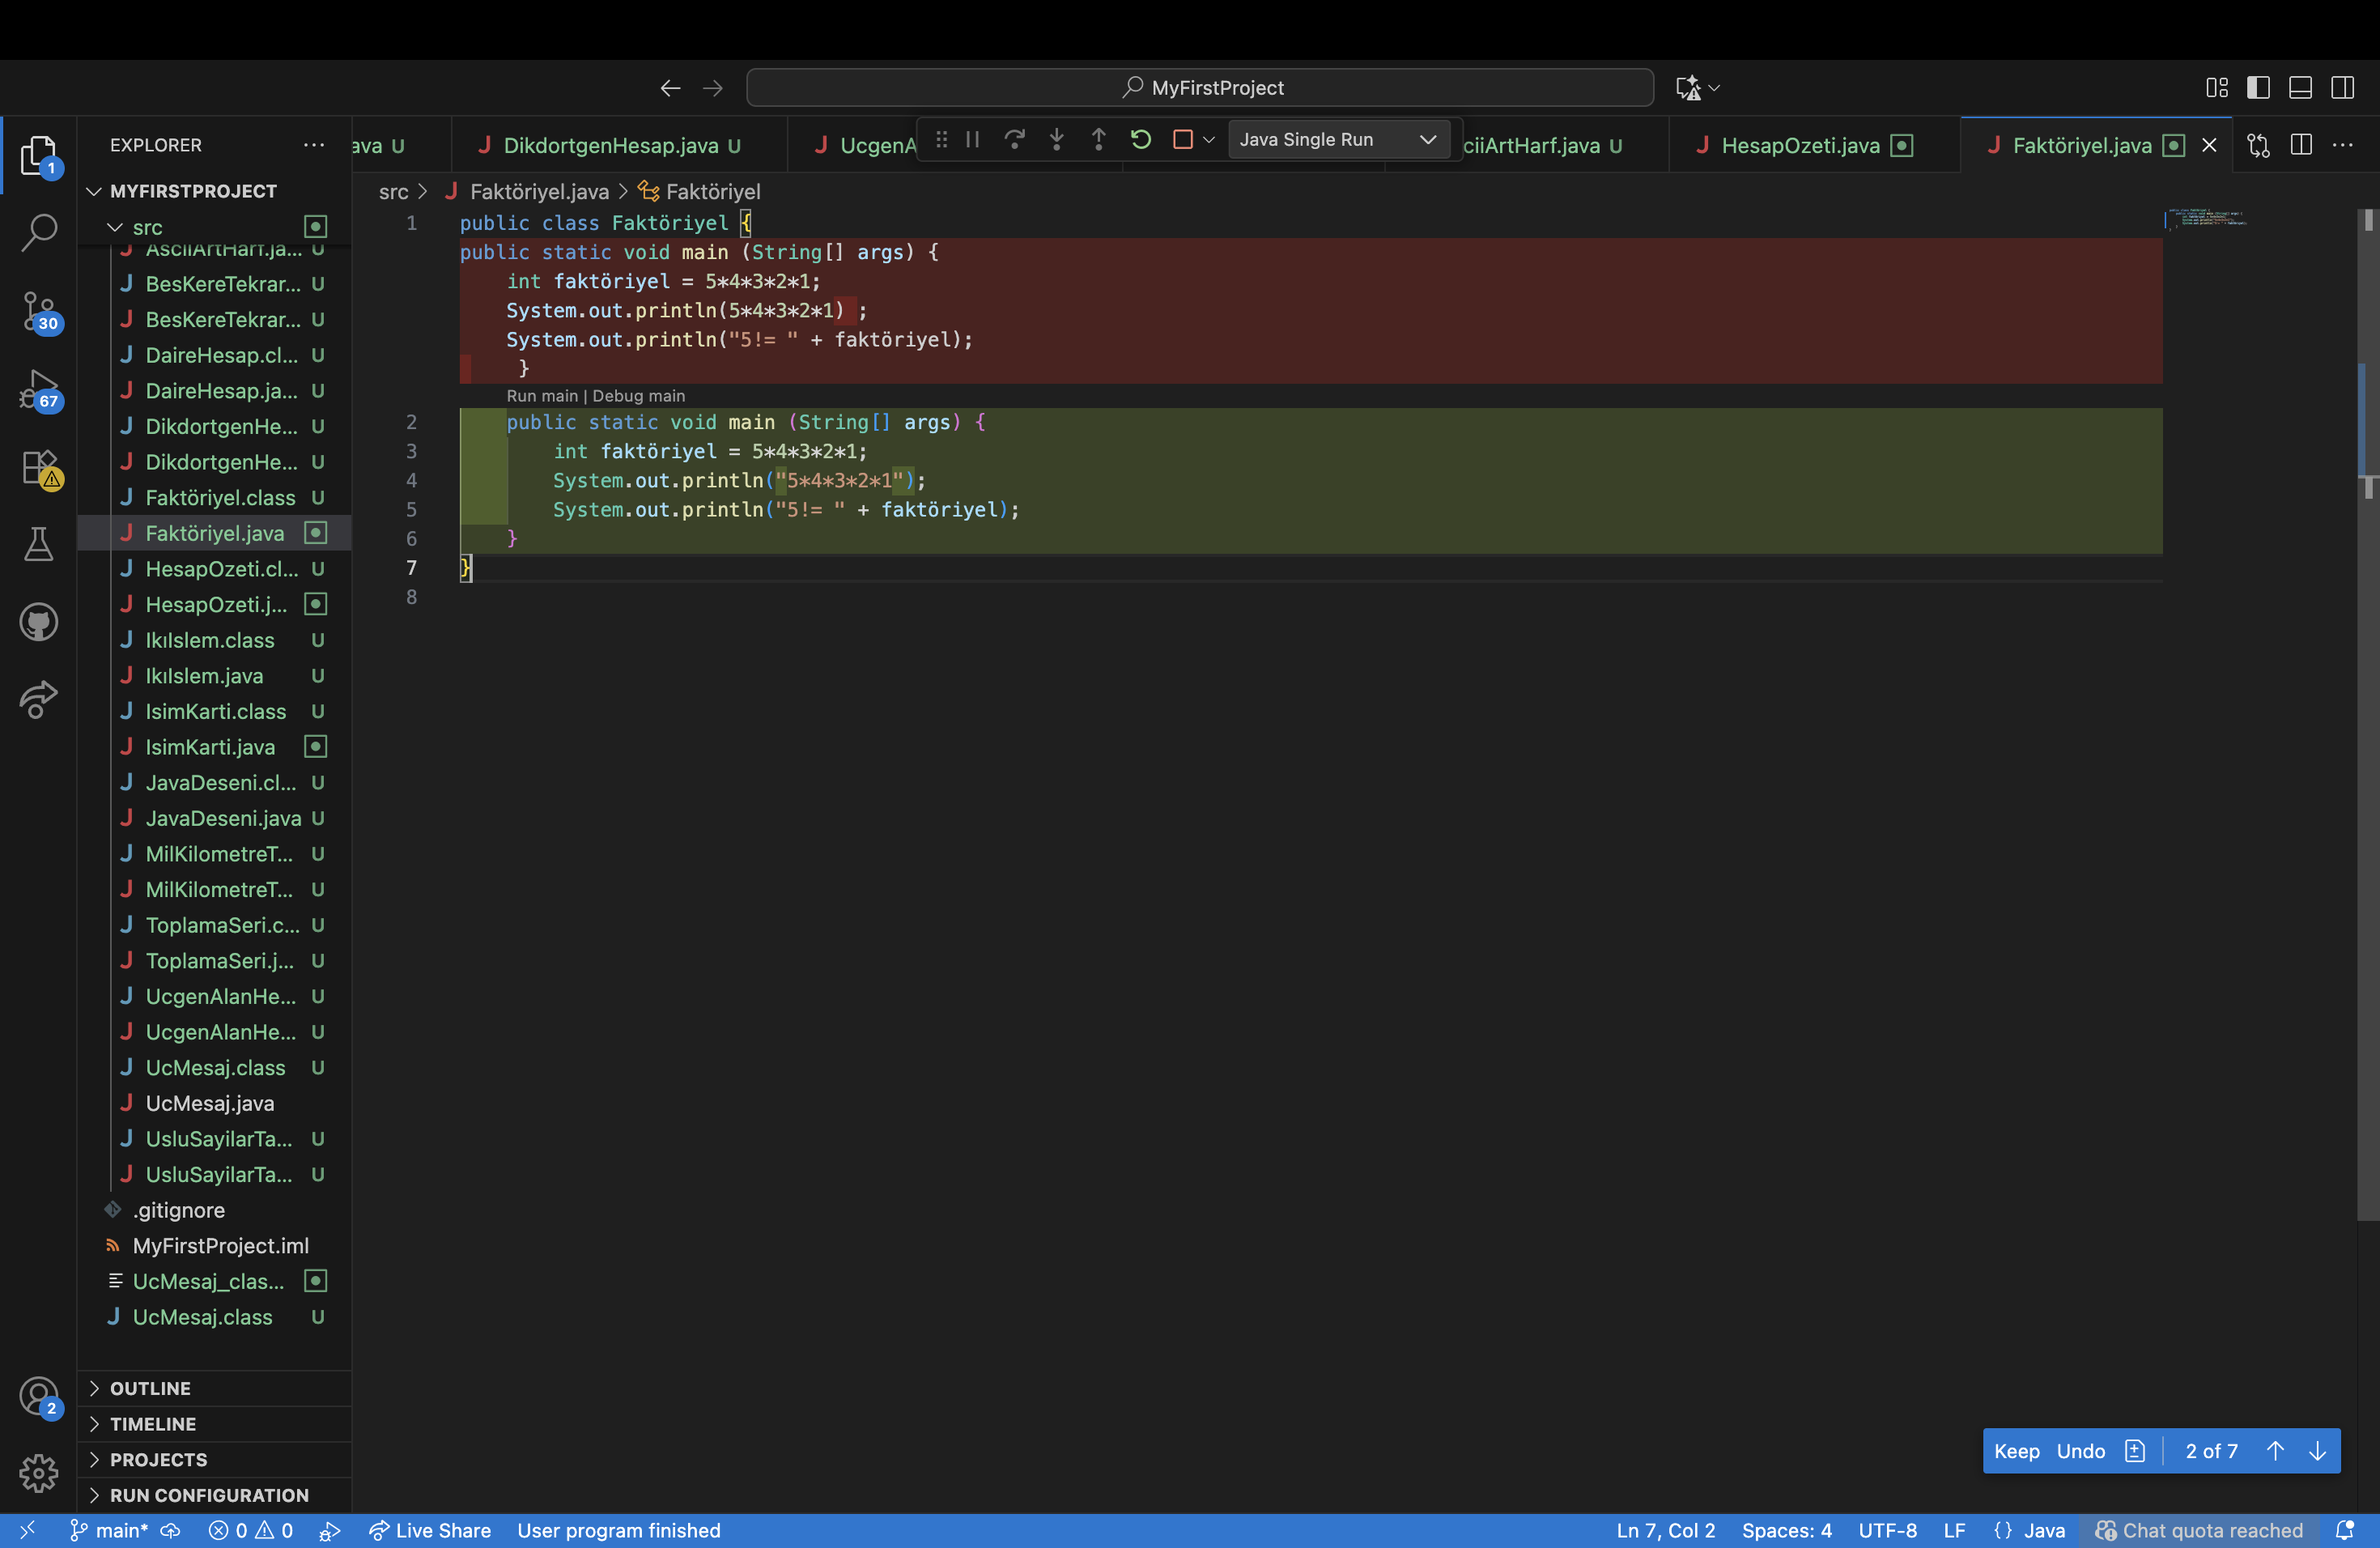 MyFirstProject
EXPLORER
ava U
DikdortgenHesap.java U
UcgenA
Java Single Run
ciiArtHarf.java U
HesapOzeti.java
Faktöriyel.java
MYFIRSTPROJECT
src > Faktöriyel.java > Faktöriyel
src
AsciiArtHarf.ja... U
BesKereTekrar... U
BesKereTekrar... U
DaireHesap.cl... U
DaireHesap.ja... U
DikdortgenHe... U
DikdortgenHe... U
Faktöriyel.class U
Faktöriyel.java
HesapOzeti.cl... U
HesapOzeti.j...
IkıIslem.class U
IkıIslem.java U
IsimKarti.class U
IsimKarti.java
JavaDeseni.cl... U
JavaDeseni.java U
MilKilometreT... U
MilKilometreT... U
ToplamaSeri.c... U
ToplamaSeri.j... U
UcgenAlanHe... U
UcgenAlanHe... U
UcMesaj.class U
UcMesaj.java
UsluSayilarTa... U
UsluSayilarTa... U
.gitignore
MyFirstProject.iml
UcMesaj_clas...
UcMesaj.class U
OUTLINE
TIMELINE
PROJECTS
RUN CONFIGURATION
1
30
67
2
1 public class Faktöriyel {
public static void main (String[] args) {
int faktöriyel = 5*4*3*2*1;
System.out.println(5*4*3*2*1) ;
System.out.println("5!= " + faktöriyel);
}
Run main | Debug main
2 public static void main (String[] args) {
3 int faktöriyel = 5*4*3*2*1;
4 System.out.println("5*4*3*2*1");
5 System.out.println("5!= " + faktöriyel);
6 }
7 }
8
Keep Undo 2 of 7
main* 0 0 Live Share User program finished Ln 7, Col 2 Spaces: 4 UTF-8 LF {} Java Chat quota reached